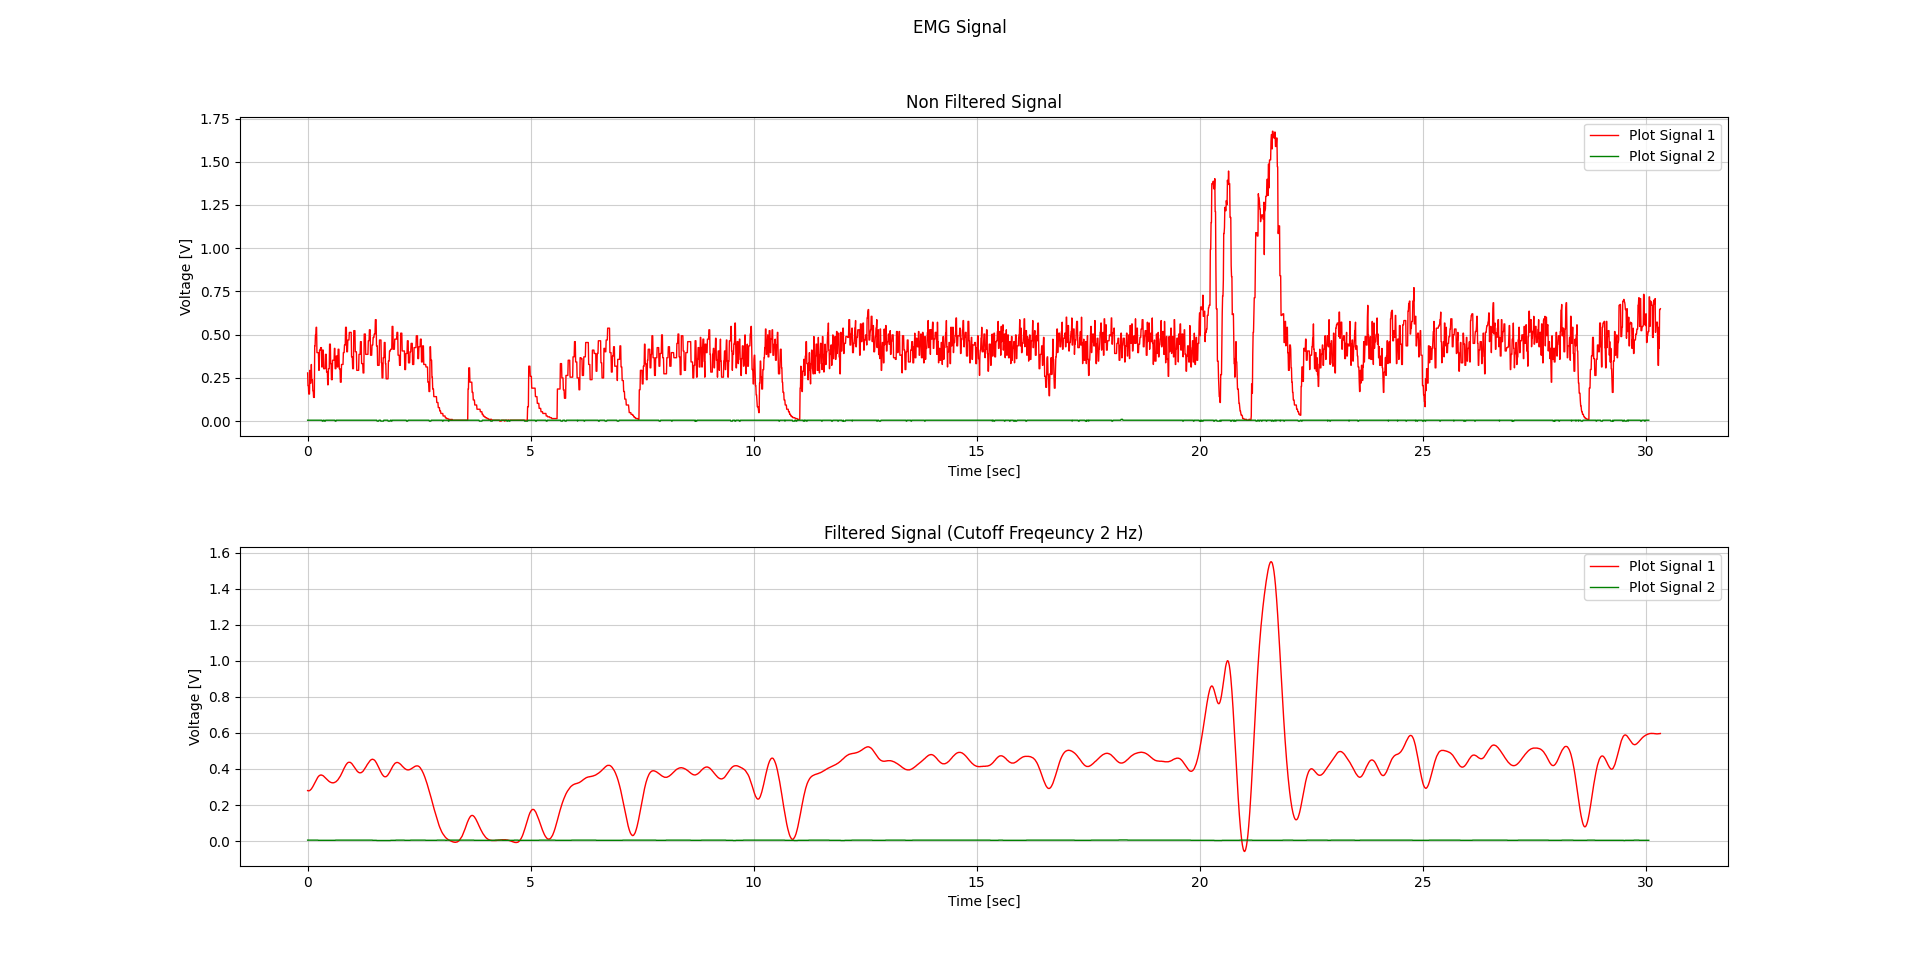 EMG Signal
Non Filtered Signal
1.75
1.50
1.25
1.00
0.75
0.50
0.25
0.00
Voltage [V]
Plot Signal 1
Plot Signal 2
0 5 10 15 20 25 30
Time [sec]
Filtered Signal (Cutoff Freqeuncy 2 Hz)
1.6
1.4
1.2
1.0
0.8
0.6
0.4
0.2
0.0
Voltage [V]
Plot Signal 1
Plot Signal 2
0 5 10 15 20 25 30
Time [sec]